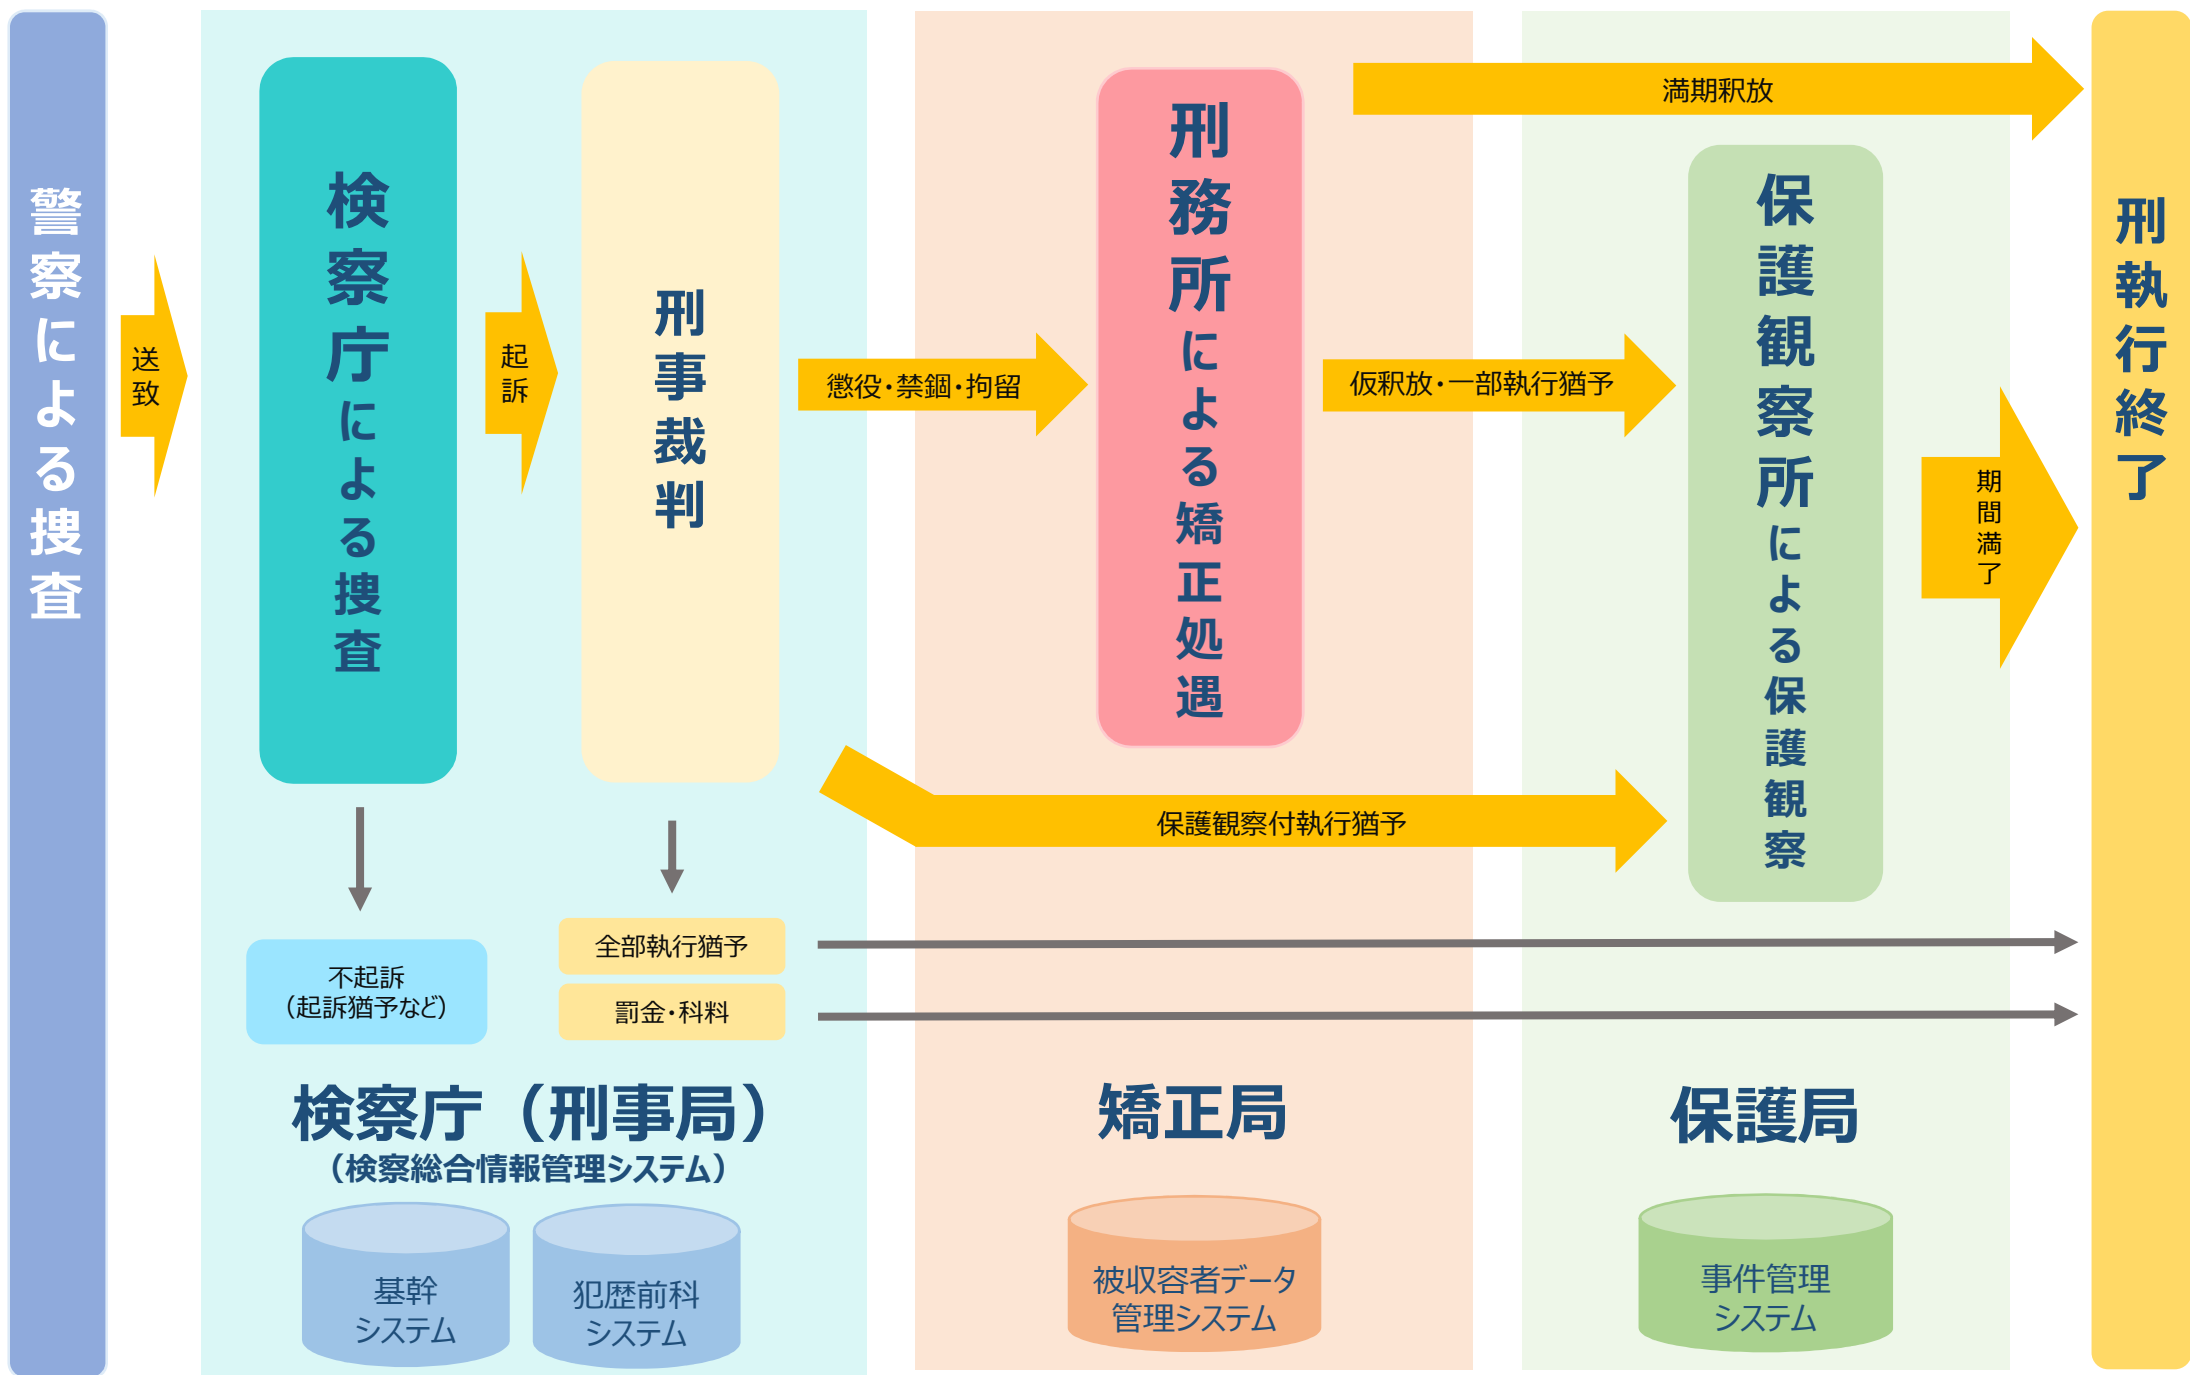 警察による捜査
送致
検察庁による捜査
起訴
刑事裁判
懲役・禁錮・拘留
刑務所による矯正処遇
満期釈放
仮釈放・一部執行猶予
保護観察所による保護観察
期間満了
刑執行終了
保護観察付執行猶予
不起訴
（起訴猶予など）
全部執行猶予
罰金・科料
検察庁（刑事局）
（検察総合情報管理システム）
基幹
システム
犯歴前科
システム
矯正局
被収容者データ
管理システム
保護局
事件管理
システム